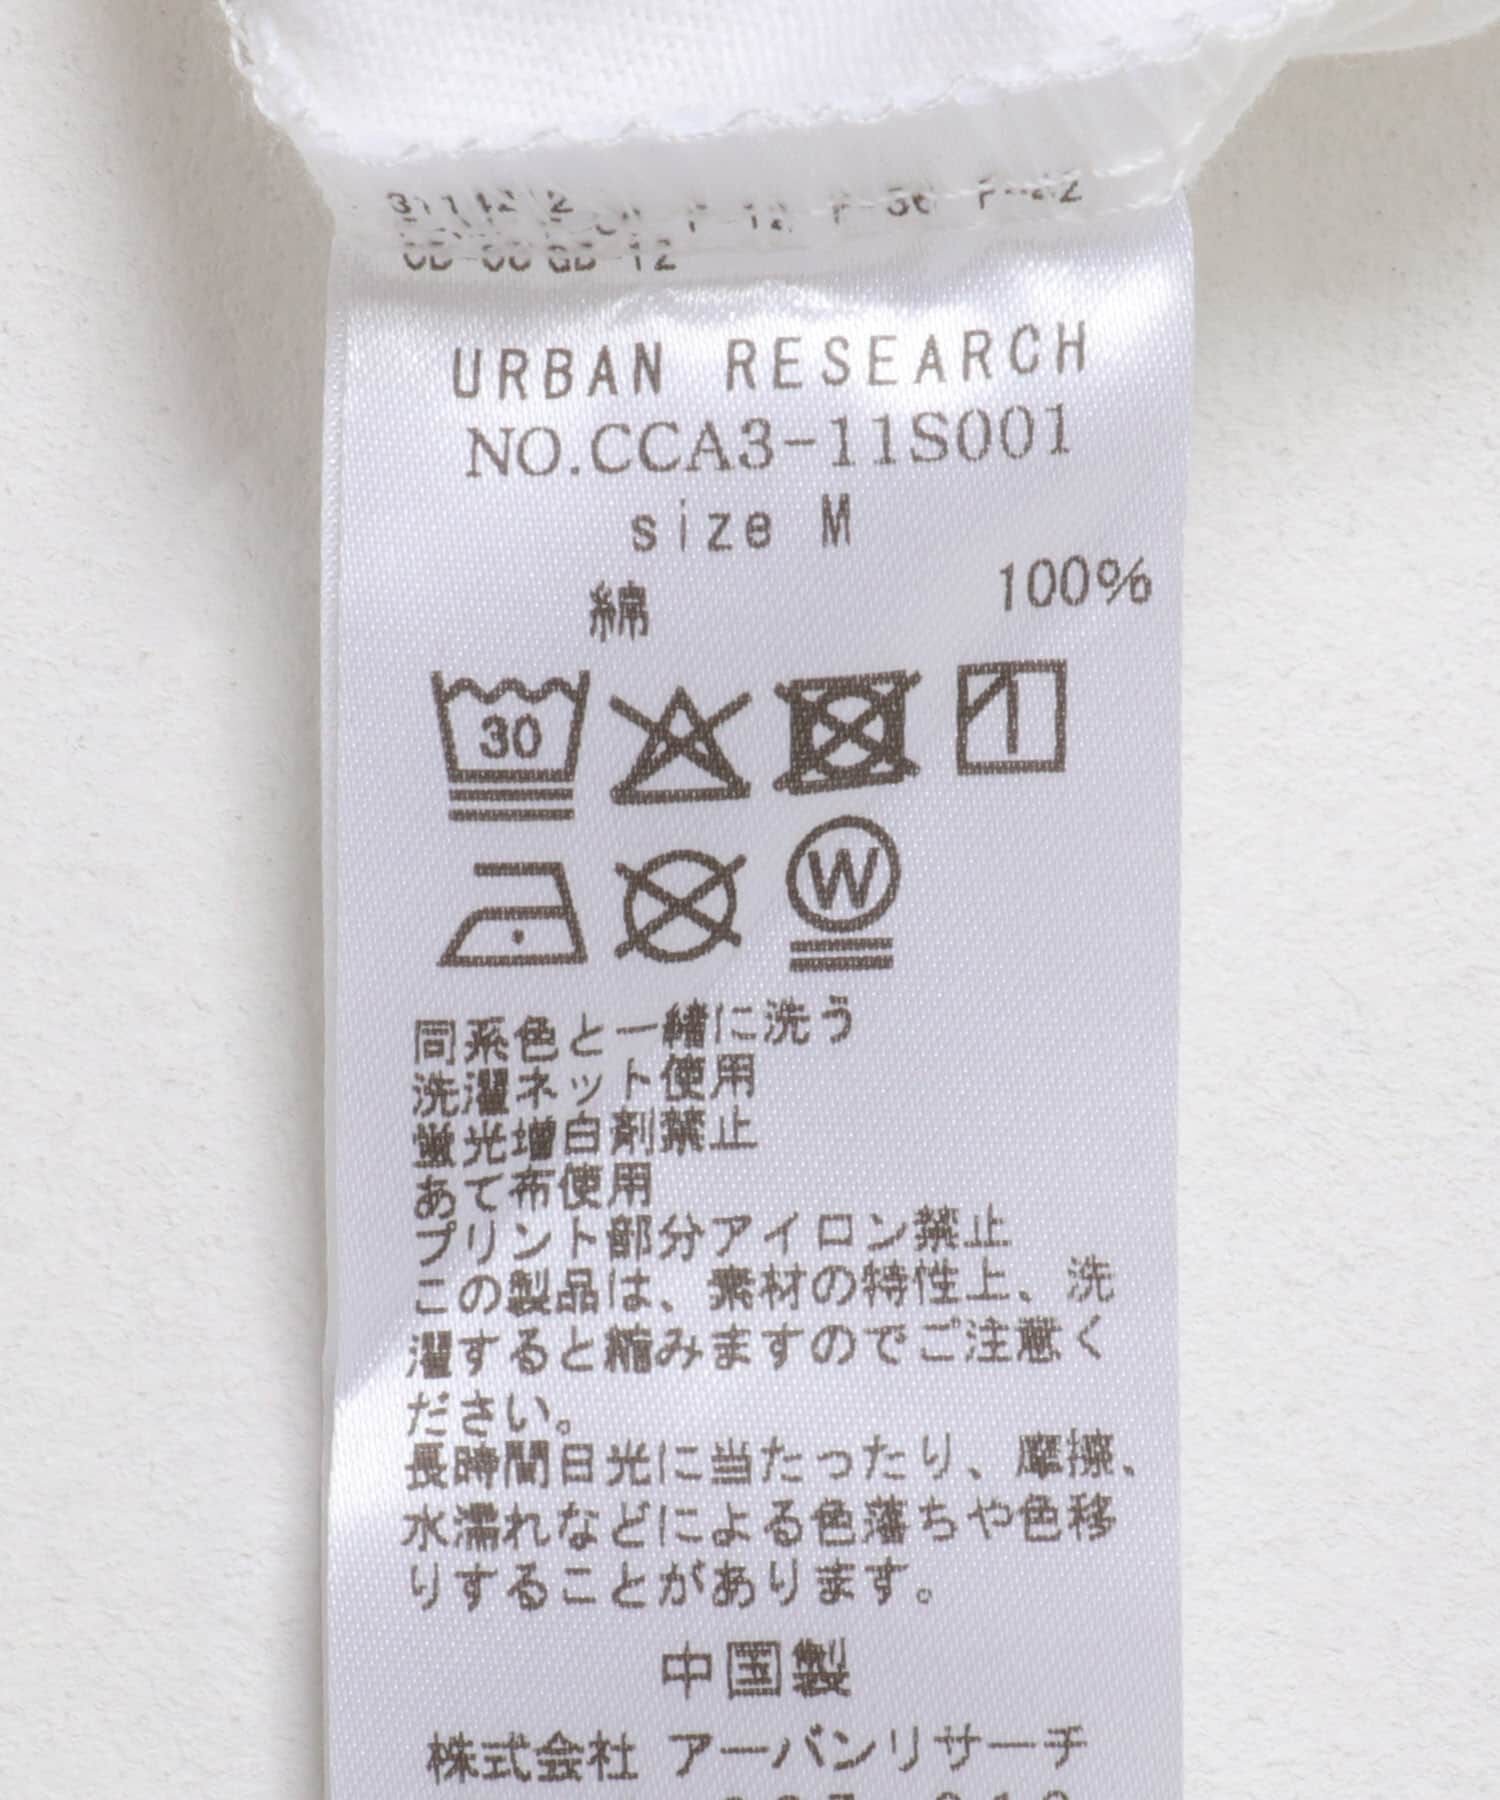 URBAN RESEARCH
NO.CCA3-11S001
size M
綿 100%
30
W
同系色と一緒に洗う
洗濯ネット使用
蛍光増白剤禁止
あて布使用
プリント部分アイロン禁止
この製品は、素材の特性上、洗
濯すると縮みますのでご注意く
ださい。
長時間日光に当たったり、摩擦、
水濡れなどによる色落ちや色移
りすることがあります。
中国製
株式会社 アーバンリサーチ